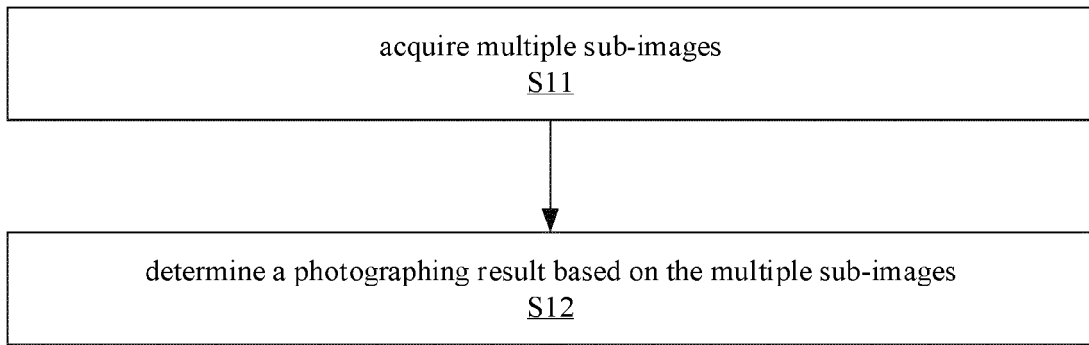 acquire multiple sub-images
S11
determine a photographing result based on the multiple sub-images
S12